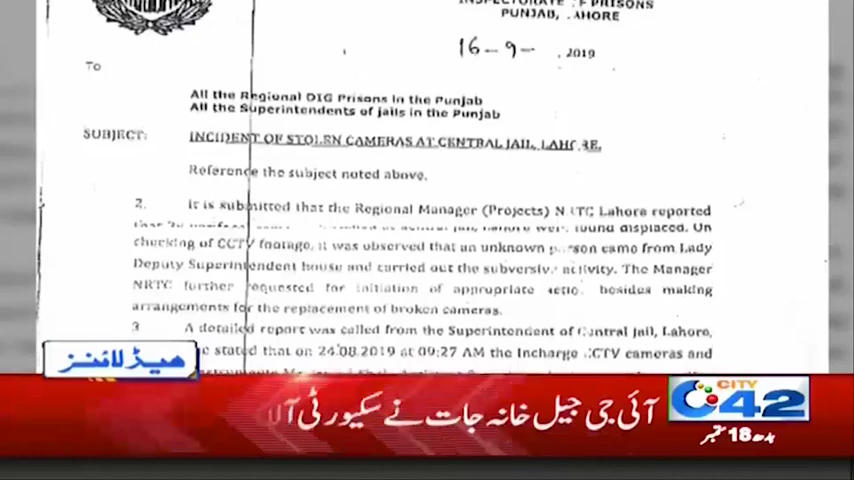 INSPECTORATE OF PRISONS
PUNJAB, LAHORE
16-9- , 2019
To
All the Regional DIG Prisons in the Punjab
All the Superintendents of jails in the Punjab
SUBJECT: INCIDENT OF STOLEN CAMERAS AT CENTRAL JAIL, LAHORE.
Reference the subject noted above.
2. It is submitted that the Regional Manager (Projects) NRTC Lahore reported
displaced. On
checking of CCTV footage, it was observed that an unknown person came from Lady
Deputy Superintendent house and carried out the subversive activity. The Manager
NRTC further requested for initiation of appropriate action besides making
arrangements for the replacement of broken cameras.
3 A detailed report was called from the Superintendent of Central Jail, Lahore,
stated that on 24.08.2019 at 09:27 AM the Incharge CCTV cameras and
ہیڈلائنز
آئی جی جیل خانہ جات نے سکیورٹی آلا
CITY
42
بدھ 18 ستمبر